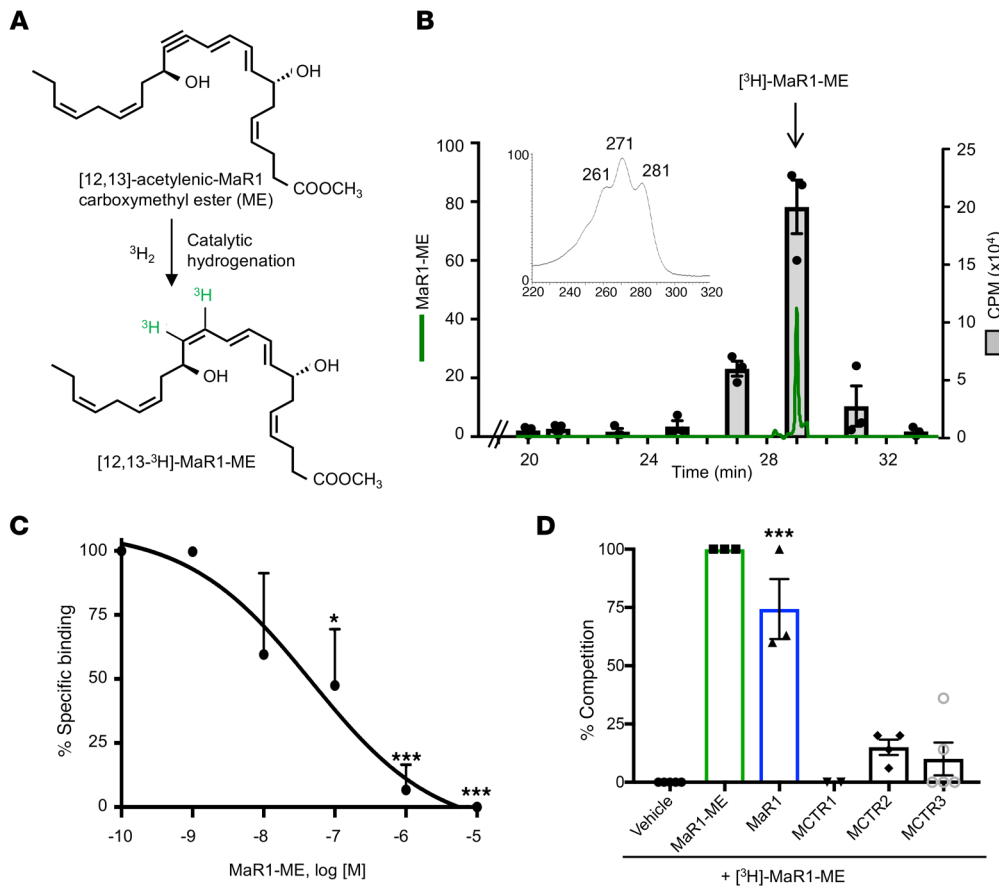 A
OH
OH
COOCH3
[12,13]-acetylenic-MaR1
carboxymethyl ester (ME)
3H2
Catalytic
hydrogenation
3H
3H
OH
OH
COOCH3
[12,13-3H]-MaR1-ME
B
[3H]-MaR1-ME
MaR1-ME
100
80
60
40
20
0
25
20
15
10
5
0
CPM (x104)
100
0
261
271
281
220 240 260 280 300 320
20 24 28 32
Time (min)
C
% Specific binding
100
75
50
25
0
*
***
***
-10 -9 -8 -7 -6 -5
MaR1-ME, log [M]
D
% Competition
100
75
50
25
0
***
Vehicle
MaR1-ME
MaR1
MCTR1
MCTR2
MCTR3
+ [3H]-MaR1-ME